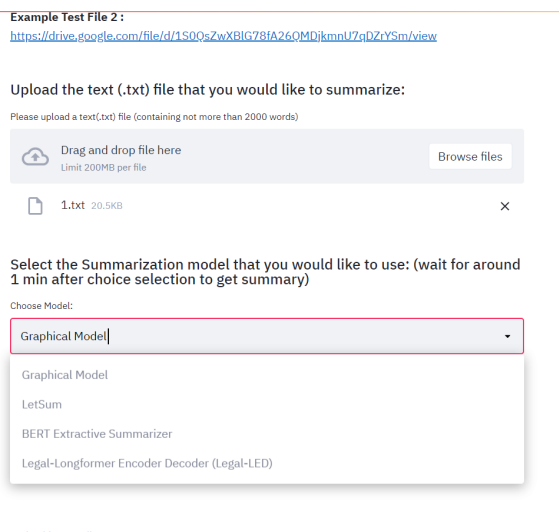 Example Test File 2 :
https://drive.google.com/file/d/1S0QsZwXBlG78fA26QMDjkmnU7qDZrYSm/view
Upload the text (.txt) file that you would like to summarize:
Please upload a text(.txt) file (containing not more than 2000 words)
Drag and drop file here
Limit 200MB per file
Browse files
1.txt 20.5KB
Select the Summarization model that you would like to use: (wait for around
1 min after choice selection to get summary)
Choose Model:
Graphical Model
Graphical Model
LetSum
BERT Extractive Summarizer
Legal-Longformer Encoder Decoder (Legal-LED)